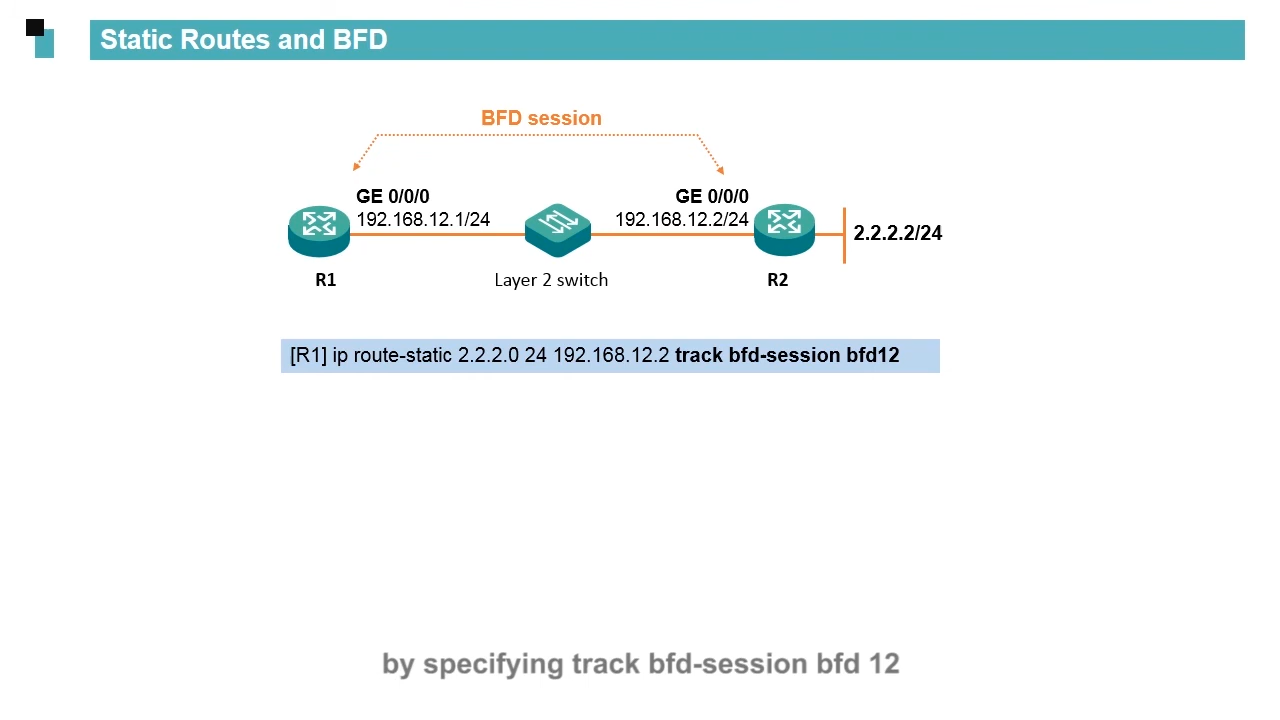 Static Routes and BFD
BFD session
GE 0/0/0
192.168.12.1/24
GE 0/0/0
192.168.12.2/24
2.2.2.2/24
R1
Layer 2 switch
R2
[R1] ip route-static 2.2.2.0 24 192.168.12.2 track bfd-session bfd12
by specifying track bfd-session bfd 12